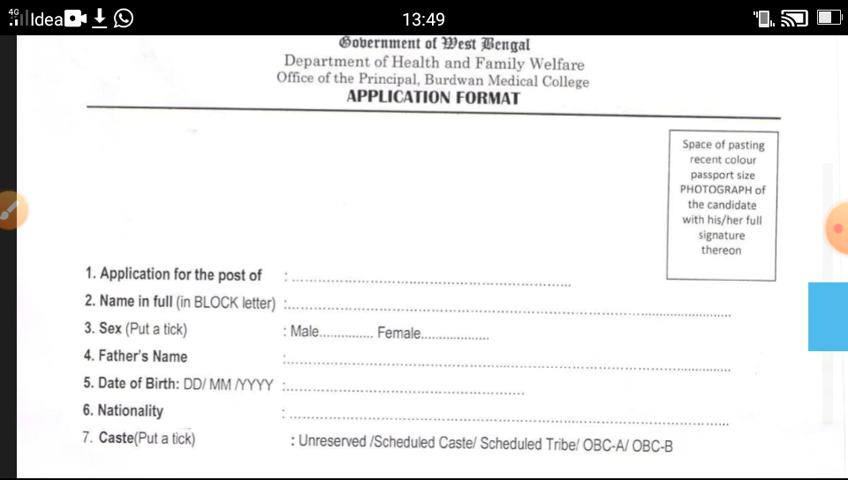 4G Idea 13:49
Government of West Bengal
Department of Health and Family Welfare
Office of the Principal, Burdwan Medical College
APPLICATION FORMAT
Space of pasting
recent colour
passport size
PHOTOGRAPH of
the candidate
with his/her full
signature
thereon
1. Application for the post of : ..............................................................................
2. Name in full (in BLOCK letter) :..............................................................................................................
3. Sex (Put a tick) : Male............... Female...................
4. Father's Name :..............................................................................................................
5. Date of Birth: DD/ MM /YYYY :.................................................................
6. Nationality :..............................................................................................................
7. Caste(Put a tick) : Unreserved /Scheduled Caste/ Scheduled Tribe/ OBC-A/ OBC-B